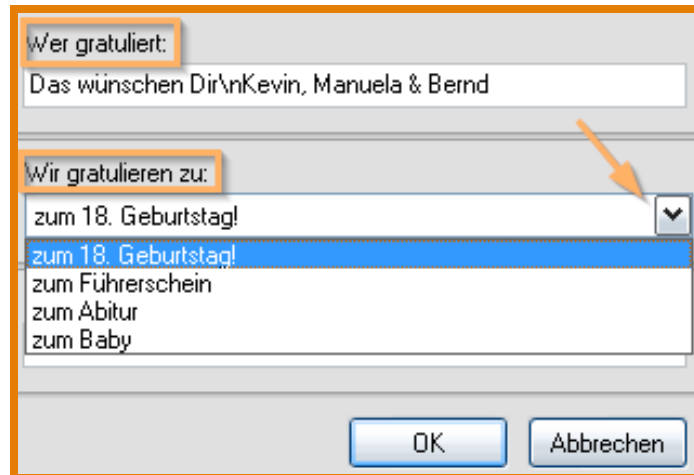 Wer gratuliert:
Das wünschen Dir\nKevin, Manuela & Bernd
Wir gratulieren zu:
zum 18. Geburtstag!
zum 18. Geburtstag!
zum Führerschein
zum Abitur
zum Baby
OK Abbrechen